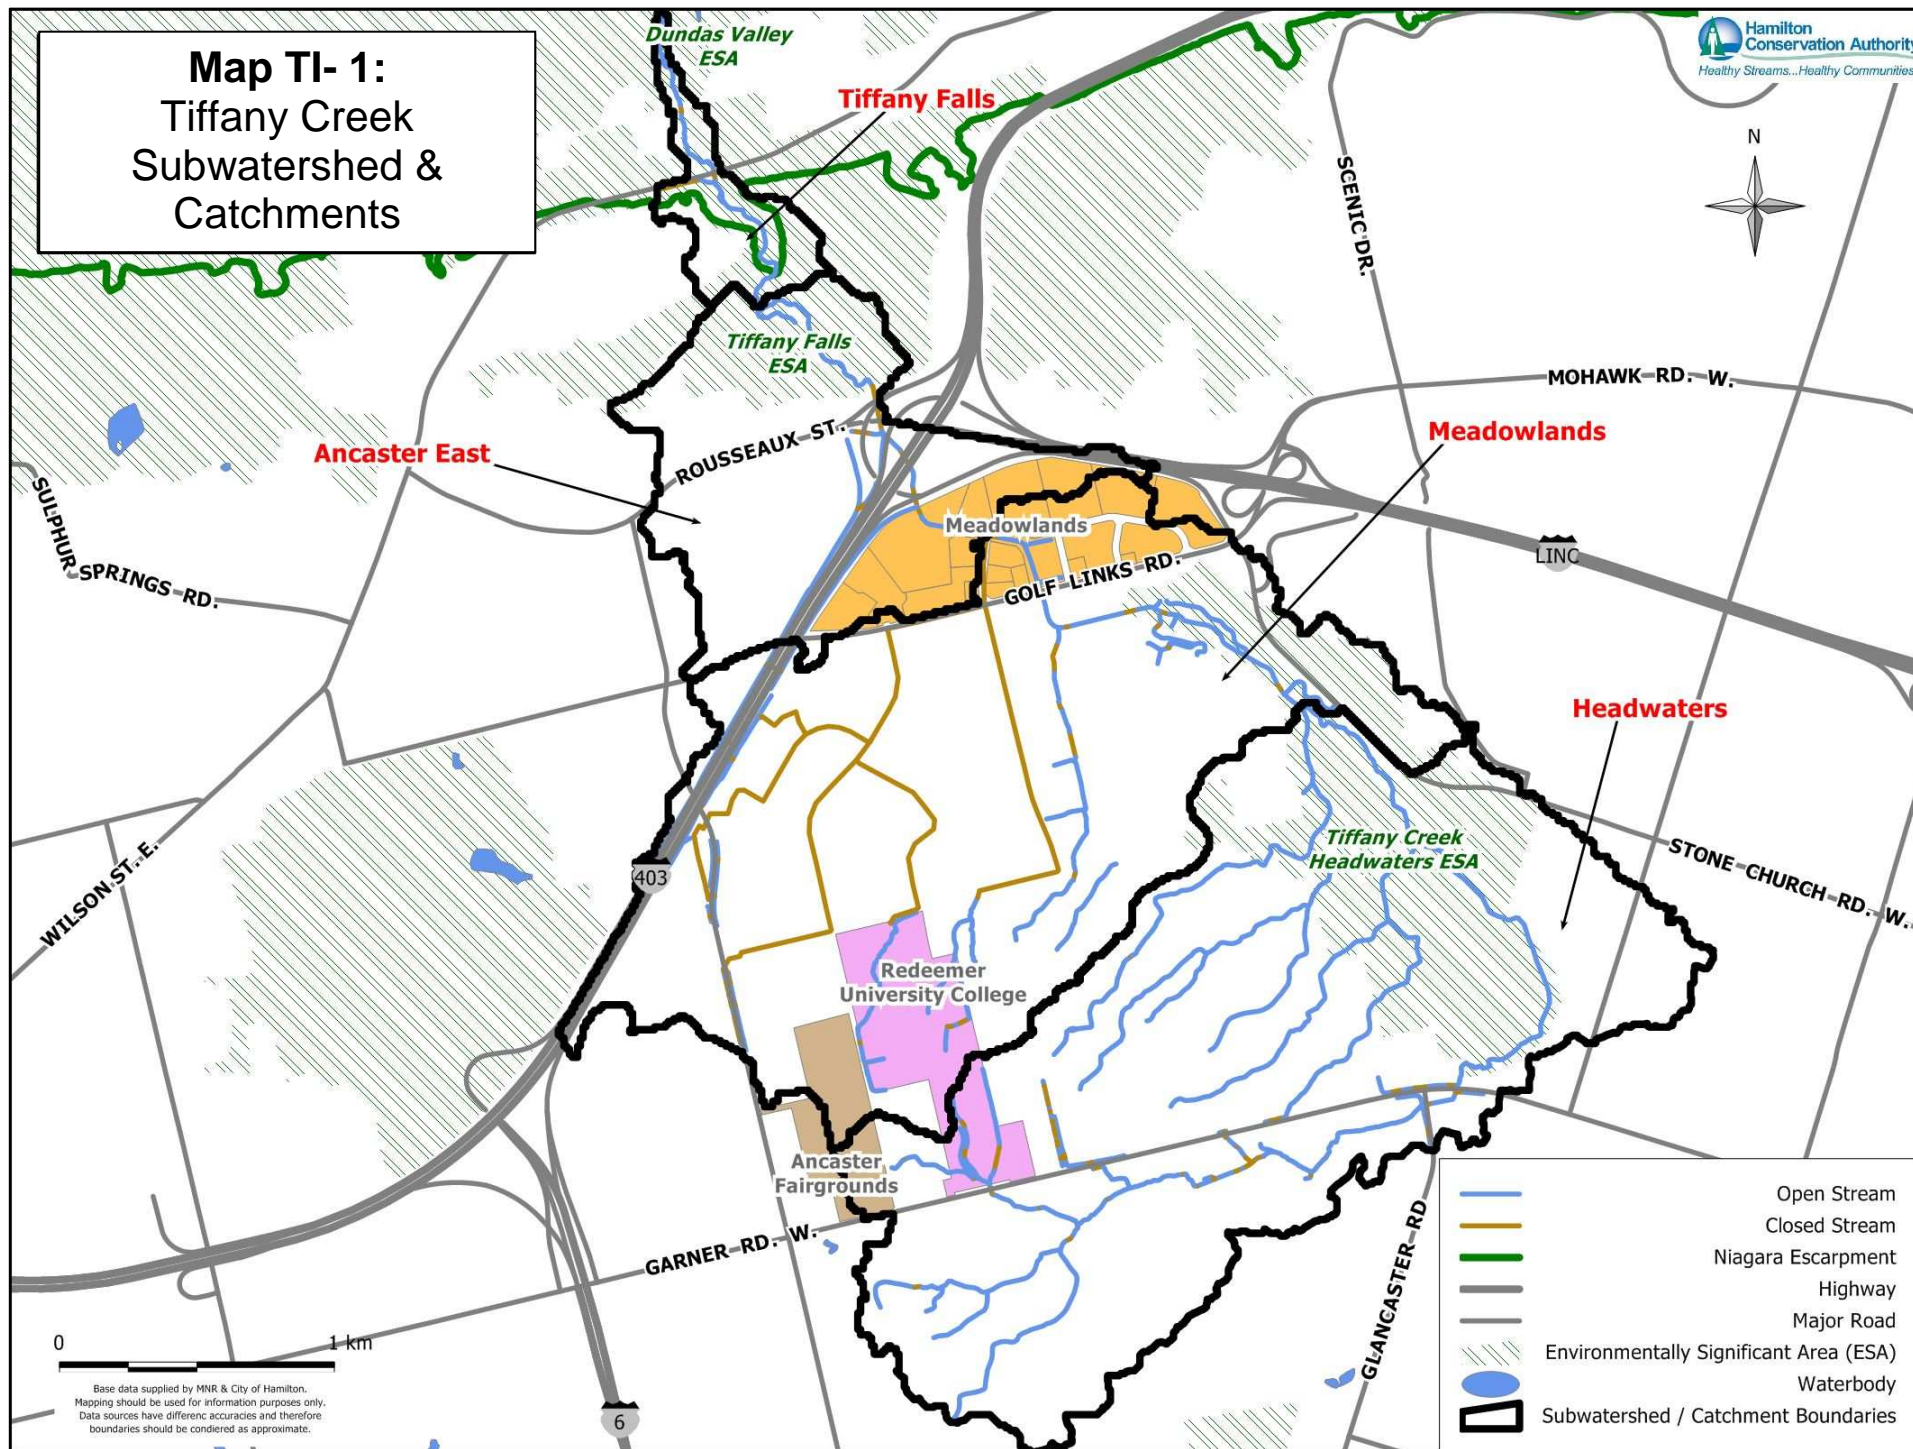 Map TI- 1:
Tiffany Creek
Subwatershed &
Catchments
Dundas Valley
ESA
Hamilton
Conservation Authority
Healthy Streams...Healthy Communities
Tiffany Falls
N
SCENIC DR.
Tiffany Falls
ESA
MOHAWK RD. W.
Ancaster East
ROUSSEAUX ST.
Meadowlands
Meadowlands
SULPHUR SPRINGS RD.
GOLF LINKS RD.
LINC
Headwaters
Tiffany Creek
Headwaters ESA
403
WILSON ST. E.
STONE CHURCH RD. W.
Redeemer
University College
Ancaster
Fairgrounds
GARNER RD. W.
GLANCASTER RD
6
0 1 km
Base data supplied by MNR & City of Hamilton.
Mapping should be used for information purposes only.
Data sources have differenc accuracies and therefore
boundaries should be condiered as approximate.
Open Stream
Closed Stream
Niagara Escarpment
Highway
Major Road
Environmentally Significant Area (ESA)
Waterbody
Subwatershed / Catchment Boundaries